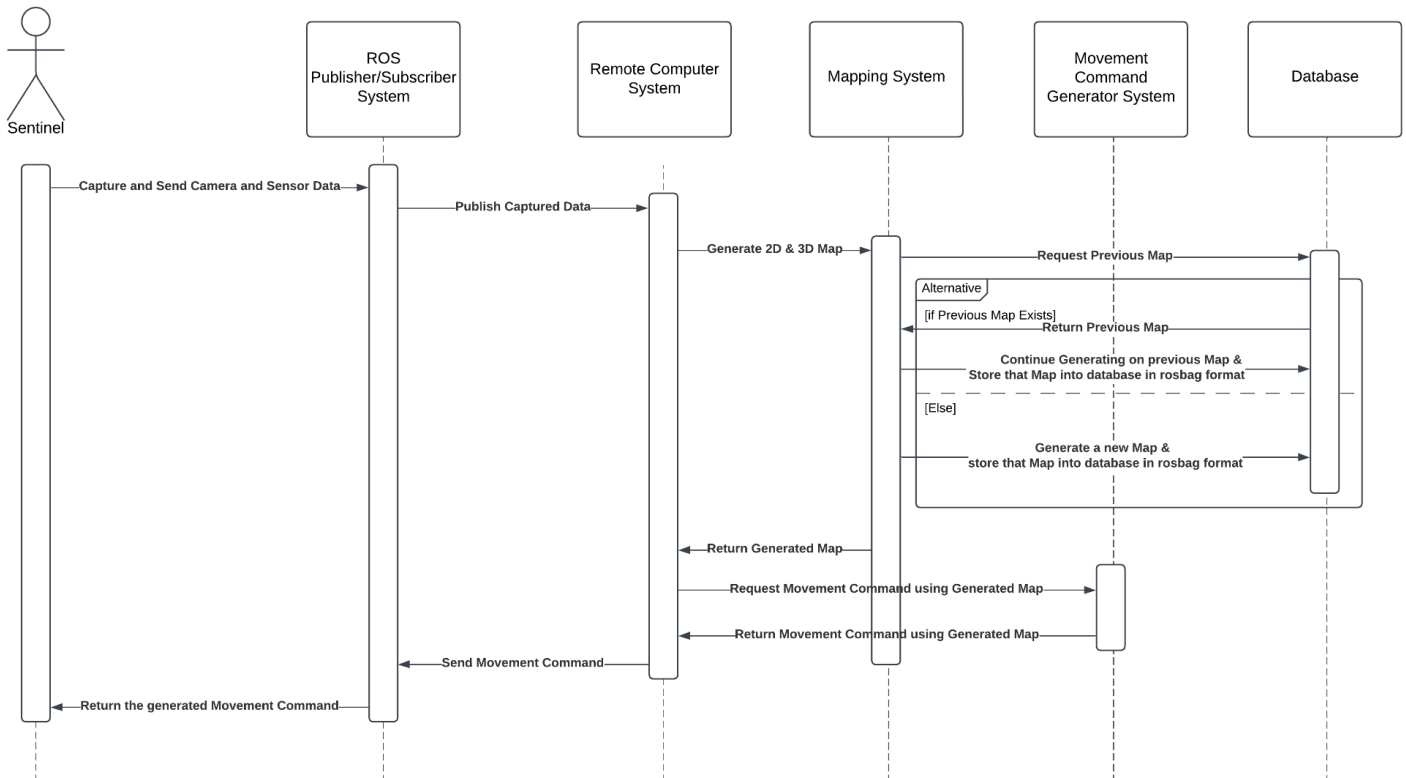 Sentinel
ROS
Publisher/Subscriber
System
Remote Computer
System
Mapping System
Movement
Command
Generator System
Database
Capture and Send Camera and Sensor Data
Publish Captured Data
Generate 2D & 3D Map
Request Previous Map
Alternative
[if Previous Map Exists]
Return Previous Map
Continue Generating on previous Map &
Store that Map into database in rosbag format
[Else]
Generate a new Map &
store that Map into database in rosbag format
Return Generated Map
Request Movement Command using Generated Map
Return Movement Command using Generated Map
Send Movement Command
Return the generated Movement Command